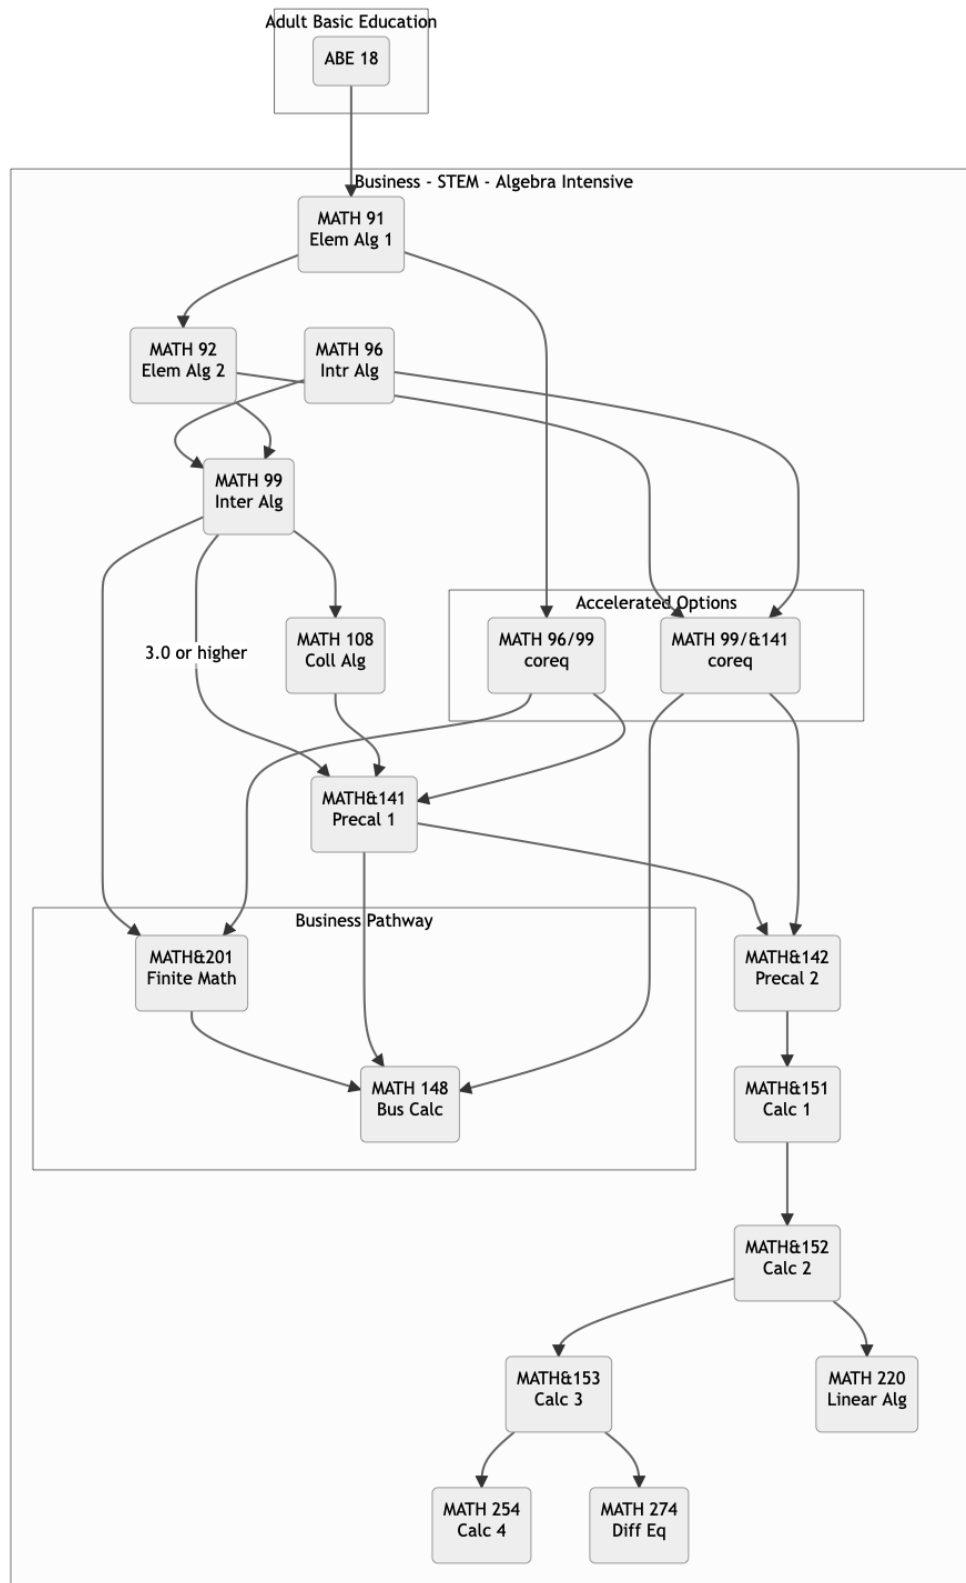 Adult Basic Education
ABE 18
Business - STEM - Algebra Intensive
MATH 91
Elem Alg 1
MATH 92
Elem Alg 2
MATH 96
Intr Alg
MATH 99
Inter Alg
Accelerated Options
3.0 or higher
MATH 108
Coll Alg
MATH 96/99
coreq
MATH 99/&141
coreq
MATH&141
Precal 1
Business Pathway
MATH&201
Finite Math
MATH&142
Precal 2
MATH 148
Bus Calc
MATH&151
Calc 1
MATH&152
Calc 2
MATH&153
Calc 3
MATH 220
Linear Alg
MATH 254
Calc 4
MATH 274
Diff Eq